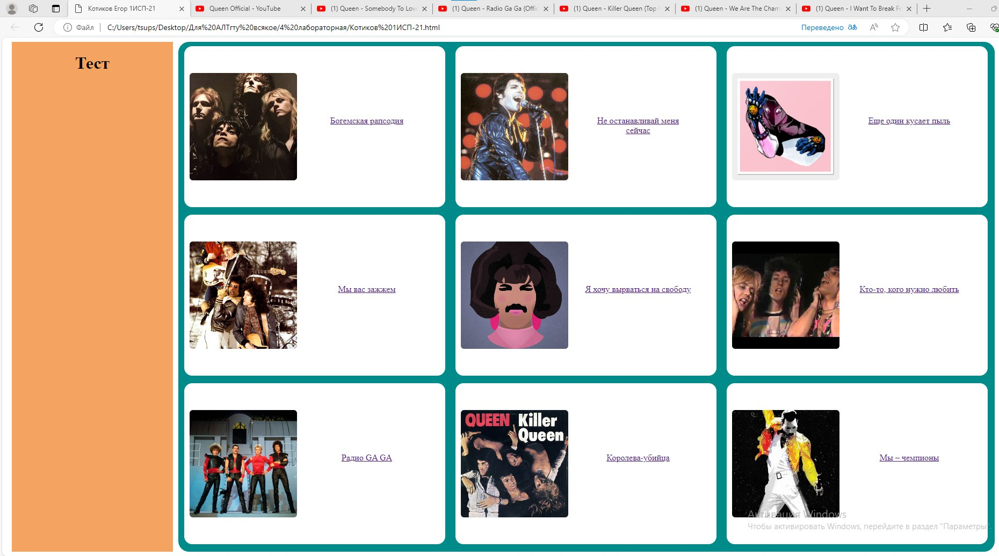 Котиков Егор 1ИСП-21
Queen Official - YouTube
(1) Queen - Somebody To Love
(1) Queen - Radio Ga Ga (Offic
(1) Queen - Killer Queen (Top
(1) Queen - We Are The Cham
(1) Queen - I Want To Break Fr
Файл
C:/Users/tsups/Desktop/Для%20АЛТгту%20всякое/4%20лабораторная/Котиков%201ИСП-21.html
Переведено
Тест
Богемская рапсодия
Не останавливай меня
сейчас
Еще один кусает пыль
Мы вас зажжем
Я хочу вырваться на свободу
Кто-то, кого нужно любить
Радио GA GA
QUEEN Killer
Queen
Королева-убийца
Мы – чемпионы
Активация Windows
Чтобы активировать Windows, перейдите в раздел "Параметры".